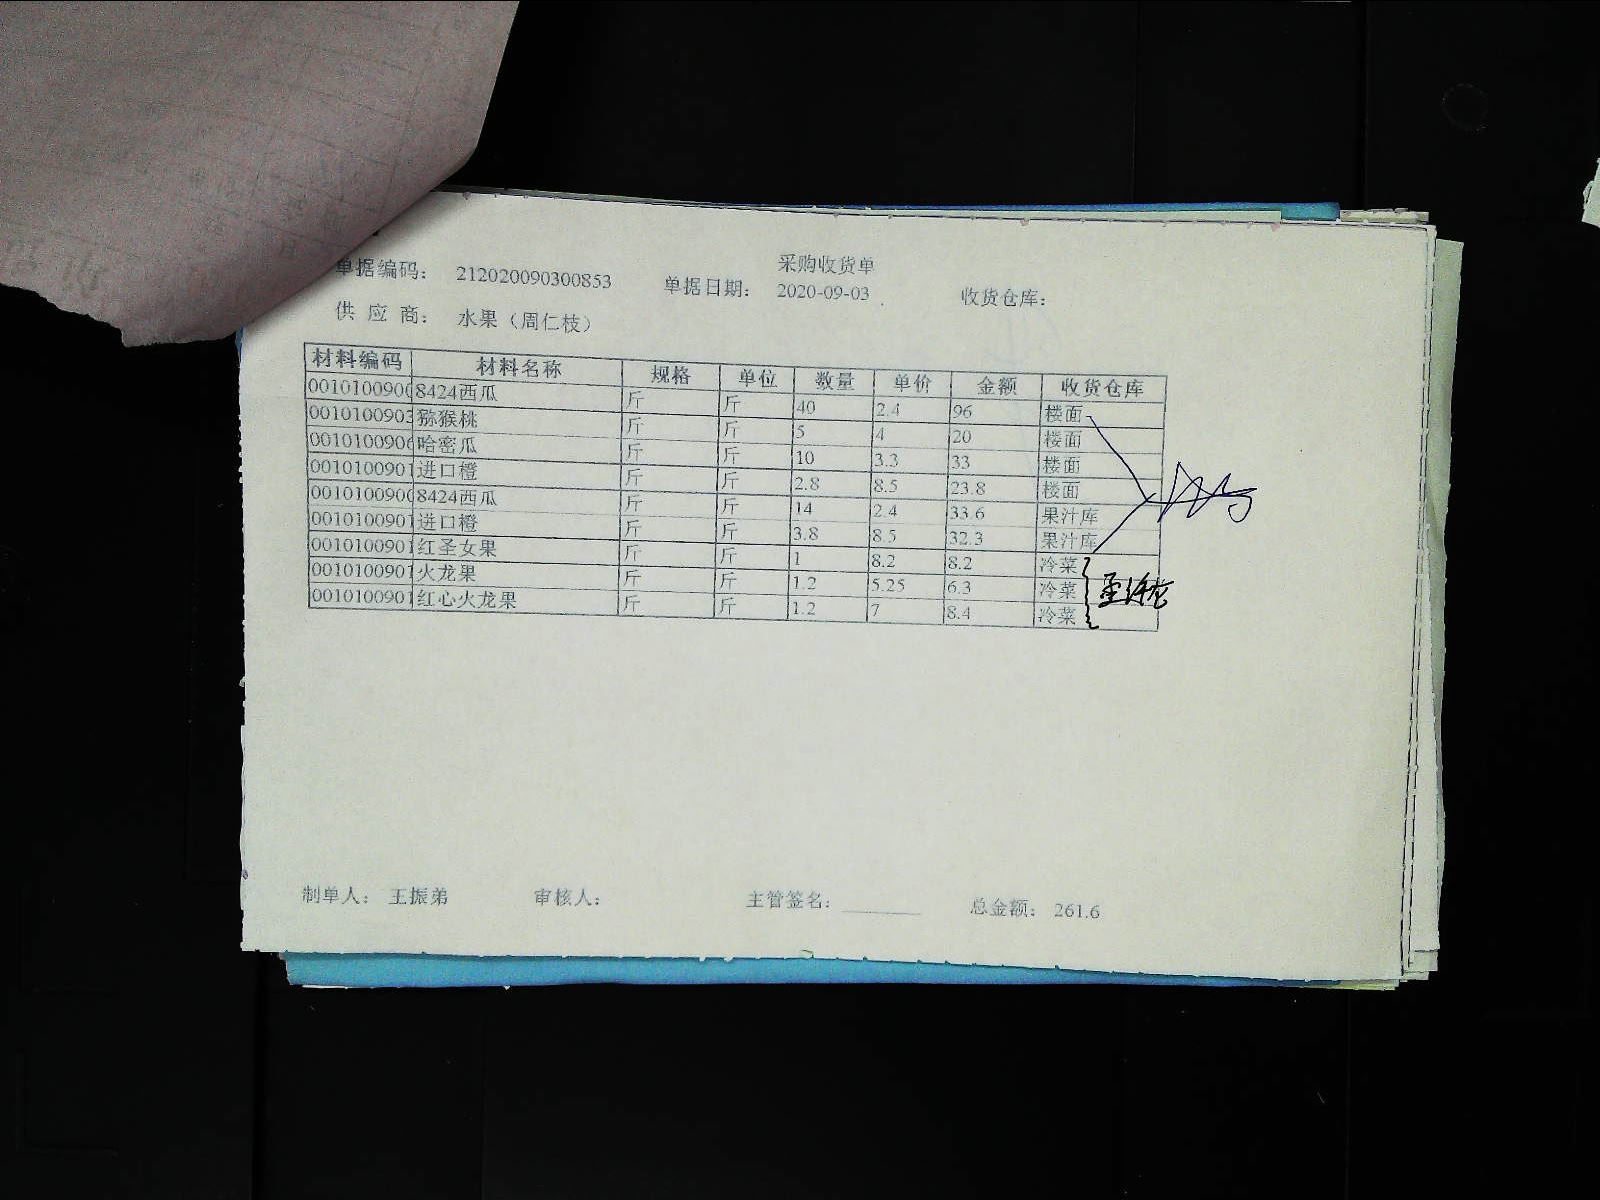 采购收货单
单据编码： 212020090300853 单据日期： 2020-09-03 收货仓库：
供 应 商： 水果（周仁枝）
材料编码 材料名称 规格 单位 数量 单价 金额 收货仓库
0010100900 8424西瓜 斤 斤 40 2.4 96 楼面
0010100903 猕猴桃 斤 斤 5 4 20 楼面
0010100906 哈密瓜 斤 斤 10 3.3 33 楼面
0010100901 进口橙 斤 斤 2.8 8.5 23.8 楼面
0010100900 8424西瓜 斤 斤 14 2.4 33.6 果汁库
0010100901 进口橙 斤 斤 3.8 8.5 32.3 果汁库
0010100901 红圣女果 斤 斤 1 8.2 8.2 冷菜
0010100901 火龙果 斤 斤 1.2 5.25 6.3 冷菜
0010100901 红心火龙果 斤 斤 1.2 7 8.4 冷菜
制单人： 王振弟 审核人： 主管签名： 总金额： 261.6